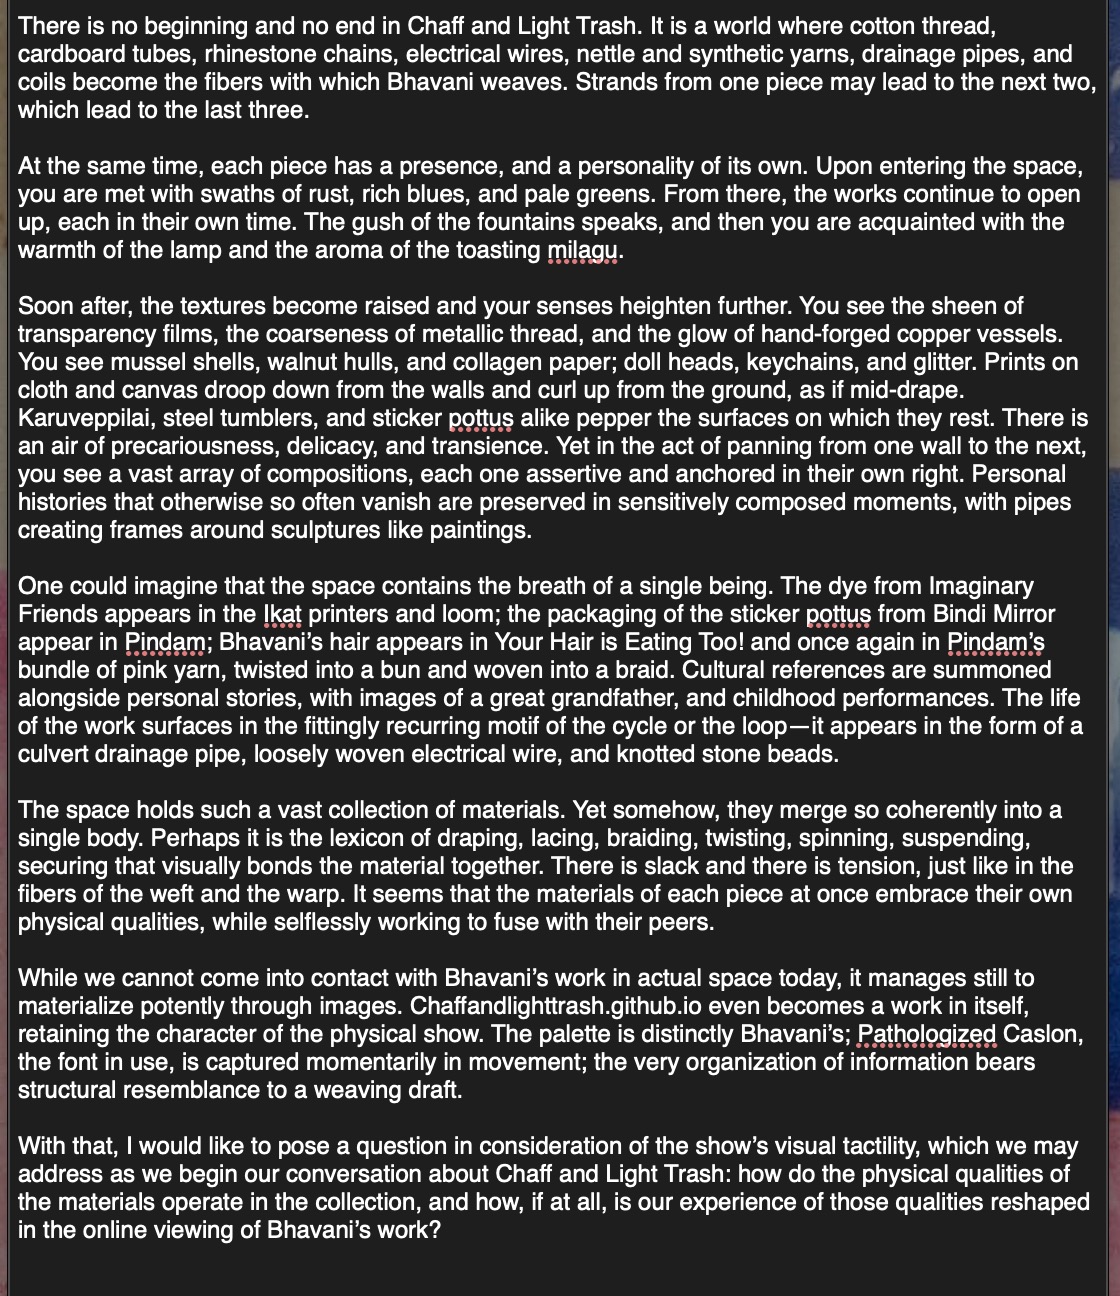 There is no beginning and no end in Chaff and Light Trash. It is a world where cotton thread,
cardboard tubes, rhinestone chains, electrical wires, nettle and synthetic yarns, drainage pipes, and
coils become the fibers with which Bhavani weaves. Strands from one piece may lead to the next two,
which lead to the last three.
At the same time, each piece has a presence, and a personality of its own. Upon entering the space,
you are met with swaths of rust, rich blues, and pale greens. From there, the works continue to open
up, each in their own time. The gush of the fountains speaks, and then you are acquainted with the
warmth of the lamp and the aroma of the toasting milagu.
Soon after, the textures become raised and your senses heighten further. You see the sheen of
transparency films, the coarseness of metallic thread, and the glow of hand-forged copper vessels.
You see mussel shells, walnut hulls, and collagen paper; doll heads, keychains, and glitter. Prints on
cloth and canvas droop down from the walls and curl up from the ground, as if mid-drape.
Karuveppilai, steel tumblers, and sticker pottus alike pepper the surfaces on which they rest. There is
an air of precariousness, delicacy, and transience. Yet in the act of panning from one wall to the next,
you see a vast array of compositions, each one assertive and anchored in their own right. Personal
histories that otherwise so often vanish are preserved in sensitively composed moments, with pipes
creating frames around sculptures like paintings.
One could imagine that the space contains the breath of a single being. The dye from Imaginary
Friends appears in the Ikat printers and loom; the packaging of the sticker pottus from Bindi Mirror
appear in Pindam; Bhavani’s hair appears in Your Hair is Eating Too! and once again in Pindam’s
bundle of pink yarn, twisted into a bun and woven into a braid. Cultural references are summoned
alongside personal stories, with images of a great grandfather, and childhood performances. The life
of the work surfaces in the fittingly recurring motif of the cycle or the loop—it appears in the form of a
culvert drainage pipe, loosely woven electrical wire, and knotted stone beads.
The space holds such a vast collection of materials. Yet somehow, they merge so coherently into a
single body. Perhaps it is the lexicon of draping, lacing, braiding, twisting, spinning, suspending,
securing that visually bonds the material together. There is slack and there is tension, just like in the
fibers of the weft and the warp. It seems that the materials of each piece at once embrace their own
physical qualities, while selflessly working to fuse with their peers.
While we cannot come into contact with Bhavani’s work in actual space today, it manages still to
materialize potently through images. Chaffandlighttrash.github.io even becomes a work in itself,
retaining the character of the physical show. The palette is distinctly Bhavani’s; Pathologized Caslon,
the font in use, is captured momentarily in movement; the very organization of information bears
structural resemblance to a weaving draft.
With that, I would like to pose a question in consideration of the show’s visual tactility, which we may
address as we begin our conversation about Chaff and Light Trash: how do the physical qualities of
the materials operate in the collection, and how, if at all, is our experience of those qualities reshaped
in the online viewing of Bhavani’s work?